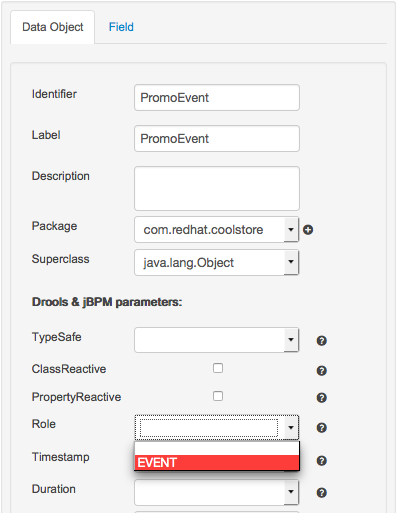 Data Object Field
Identifier PromoEvent
Label PromoEvent
Description
Package com.redhat.coolstore
Superclass java.lang.Object
Drools & jBPM parameters:
TypeSafe
ClassReactive
PropertyReactive
Role
EVENT
Timestamp
Duration